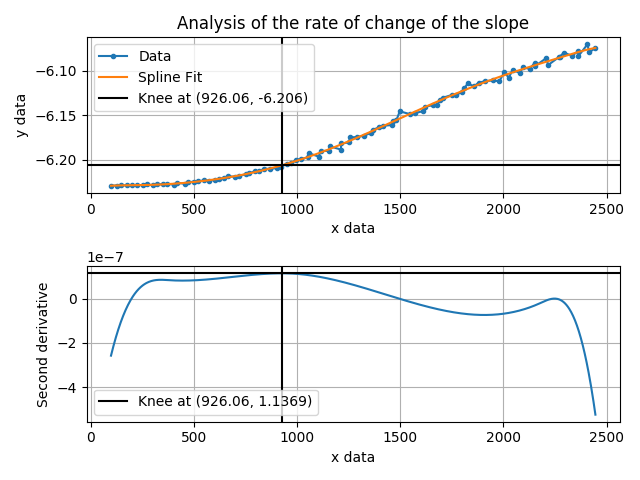 Analysis of the rate of change of the slope
Data
Spline Fit
Knee at (926.06, -6.206)
−6.10
−6.15
−6.20
y data
0 500 1000 1500 2000 2500
x data
1e−7
0
−2
−4
Second derivative
Knee at (926.06, 1.1369)
0 500 1000 1500 2000 2500
x data